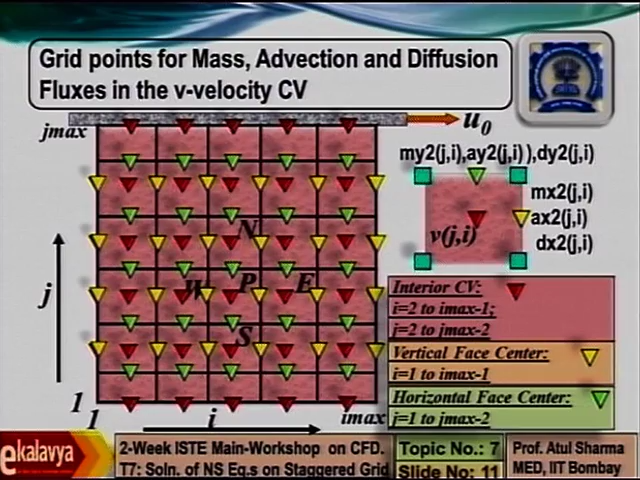 Grid points for Mass, Advection and Diffusion
Fluxes in the v-velocity CV
jmax
u0
my2(j,i),ay2(j,i) ),dy2(j,i)
mx2(j,i)
ax2(j,i)
dx2(j,i)
v(j,i)
N
W P E
S
j
1
1
i
imax
Interior CV:
i=2 to imax-1;
j=2 to jmax-2
Vertical Face Center:
i=1 to imax-1
Horizontal Face Center:
j=1 to jmax-2
ekalavya
2-Week ISTE Main-Workshop on CFD.
T7: Soln. of NS Eq.s on Staggered Grid
Topic No.: 7
Slide No: 11
Prof. Atul Sharma
MED, IIT Bombay